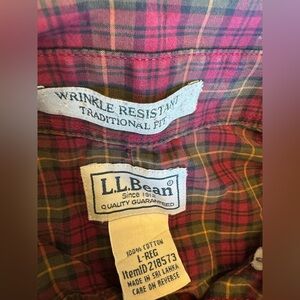 WRINKLE RESISTANT
TRADITIONAL FIT
L.L.Bean®
Since 1912
QUALITY GUARANTEED
100% COTTON
L-REG
ItemID 218573
MADE IN SRI LANKA
CARE ON REVERSE